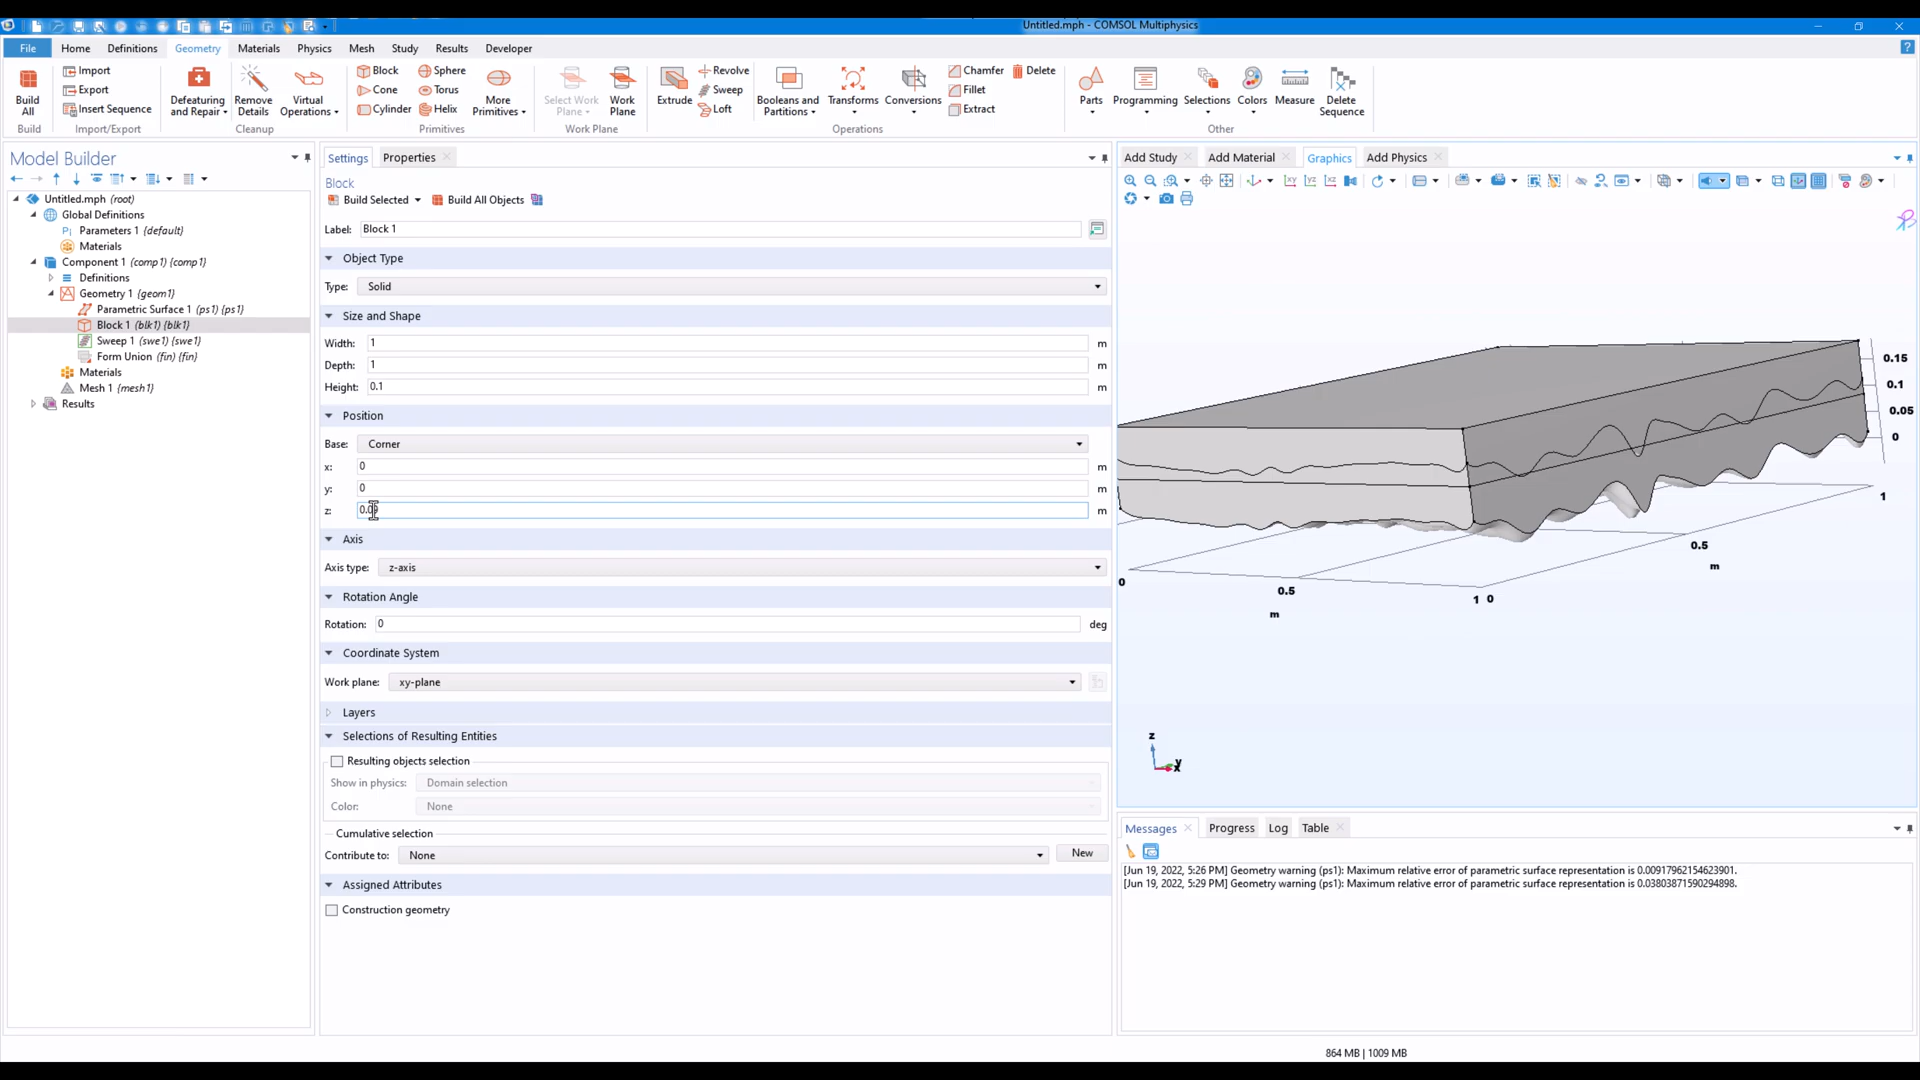 Untitled.mph - COMSOL Multiphysics
File Home Definitions Geometry Materials Physics Mesh Study Results Developer
Build All
Build
Import
Export
Insert Sequence
Import/Export
Defeaturing and Repair
Remove Details
Virtual Operations
Cleanup
Block
Cone
Cylinder
Sphere
Torus
Helix
More Primitives
Primitives
Select Work Plane
Work Plane
Work Plane
Extrude
Revolve
Sweep
Loft
Booleans and Partitions
Transforms
Conversions
Chamfer
Fillet
Extract
Delete
Operations
Parts
Programming
Selections
Colors
Measure
Delete Sequence
Other
Model Builder
Untitled.mph (root)
Global Definitions
Parameters 1 {default}
Materials
Component 1 (comp1) {comp1}
Definitions
Geometry 1 {geom1}
Parametric Surface 1 (ps1) {ps1}
Block 1 (blk1) {blk1}
Sweep 1 (swe1) {swe1}
Form Union (fin) {fin}
Materials
Mesh 1 {mesh1}
Results
Settings Properties
Block
Build Selected Build All Objects
Label: Block 1
Object Type
Type: Solid
Size and Shape
Width: 1 m
Depth: 1 m
Height: 0.1 m
Position
Base: Corner
x: 0 m
y: 0 m
z: m
Axis
Axis type: z-axis
Rotation Angle
Rotation: 0 deg
Coordinate System
Work plane: xy-plane
Layers
Selections of Resulting Entities
Resulting objects selection
Show in physics: Domain selection
Color: None
Cumulative selection
Contribute to: None New
Assigned Attributes
Construction geometry
Add Study Add Material Graphics Add Physics
0.15
0.1
0.05
0
1
0.5
m
0
0.5
1 0
m
z
y
x
Messages Progress Log Table
[Jun 19, 2022, 5:26 PM] Geometry warning (ps1): Maximum relative error of parametric surface representation is 0.00917962154623901.
[Jun 19, 2022, 5:29 PM] Geometry warning (ps1): Maximum relative error of parametric surface representation is 0.03803871590294898.
864 MB | 1009 MB